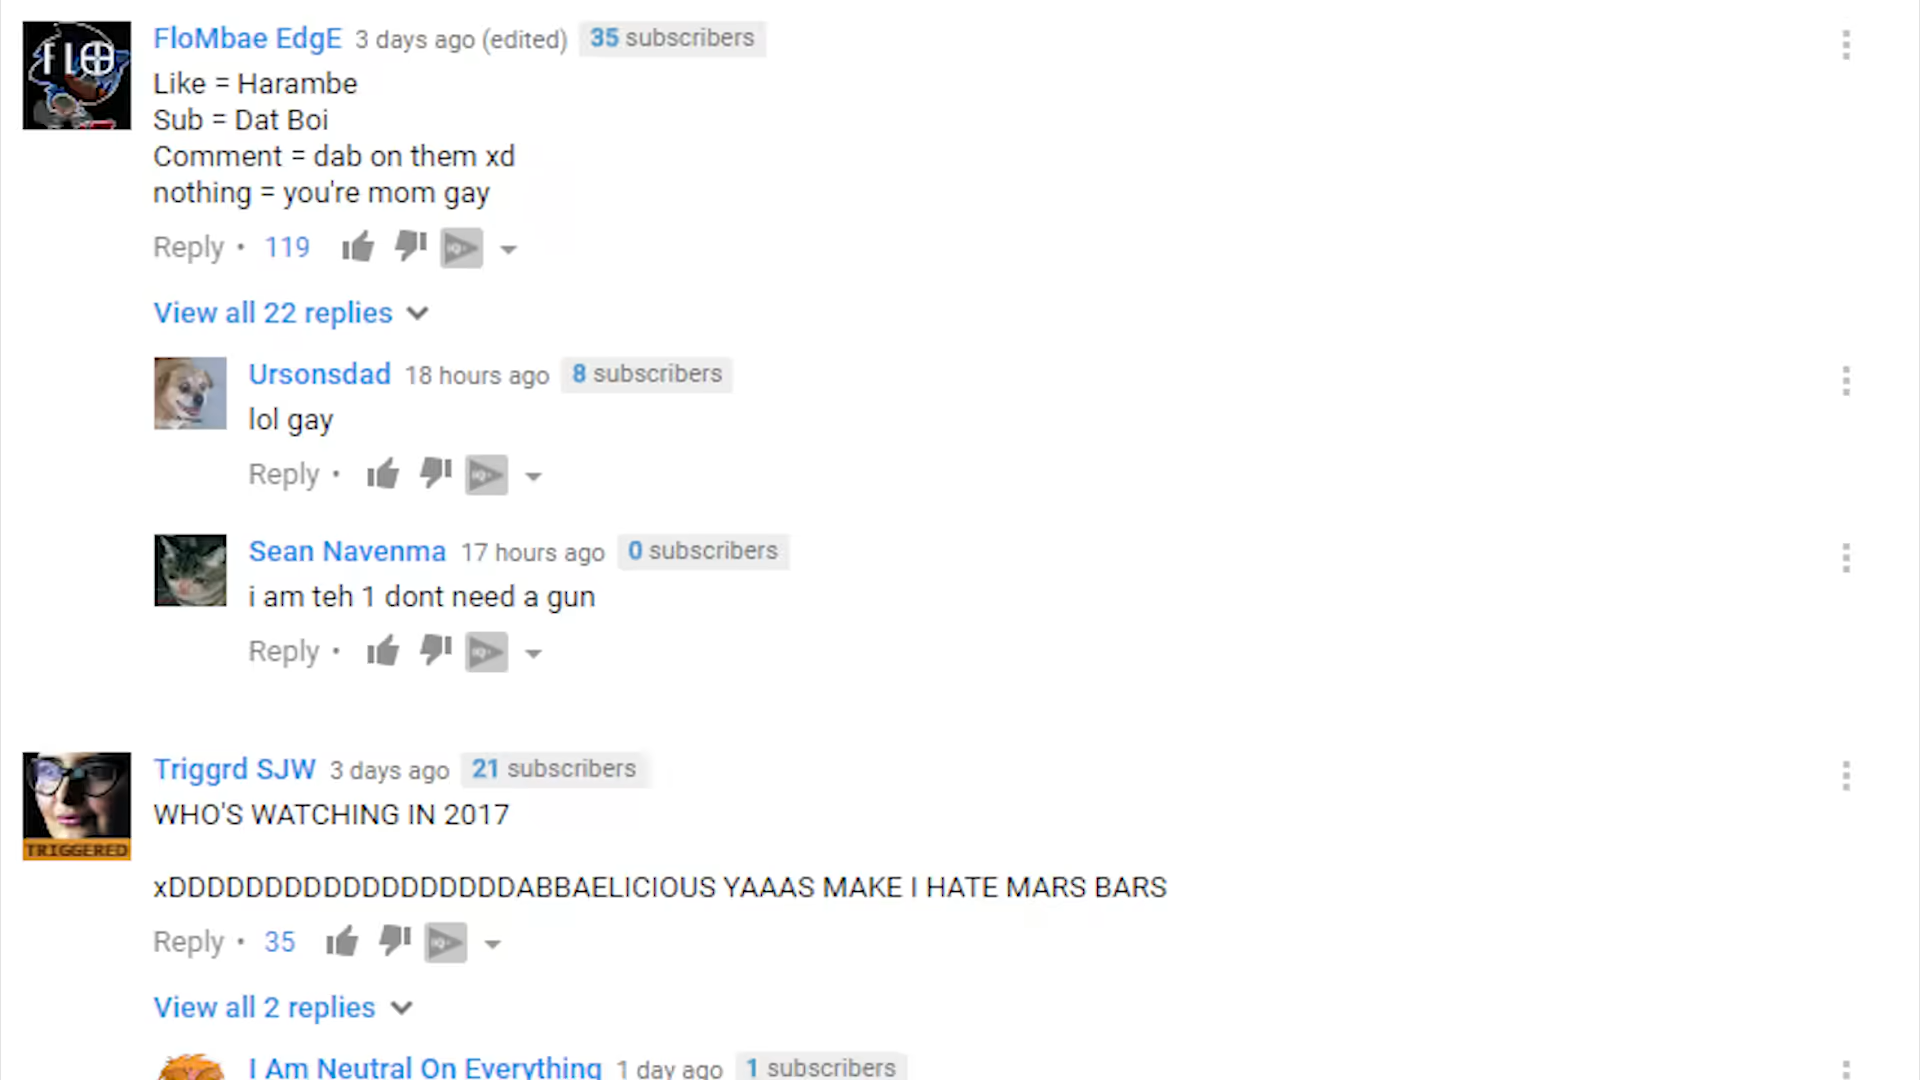 FLO
FloMbae EdgE 3 days ago (edited) 35 subscribers
Like = Harambe
Sub = Dat Boi
Comment = dab on them xd
nothing = you're mom gay
Reply • 119
View all 22 replies
Ursonsdad 18 hours ago 8 subscribers
lol gay
Reply •
Sean Navenma 17 hours ago 0 subscribers
i am teh 1 dont need a gun
Reply •
Triggrd SJW 3 days ago 21 subscribers
TRIGGERED
WHO'S WATCHING IN 2017
xDDDDDDDDDDDDDDDDDDABBAELICIOUS YAAAS MAKE I HATE MARS BARS
Reply • 35
View all 2 replies
I Am Neutral On Everything 1 day ago 1 subscribers